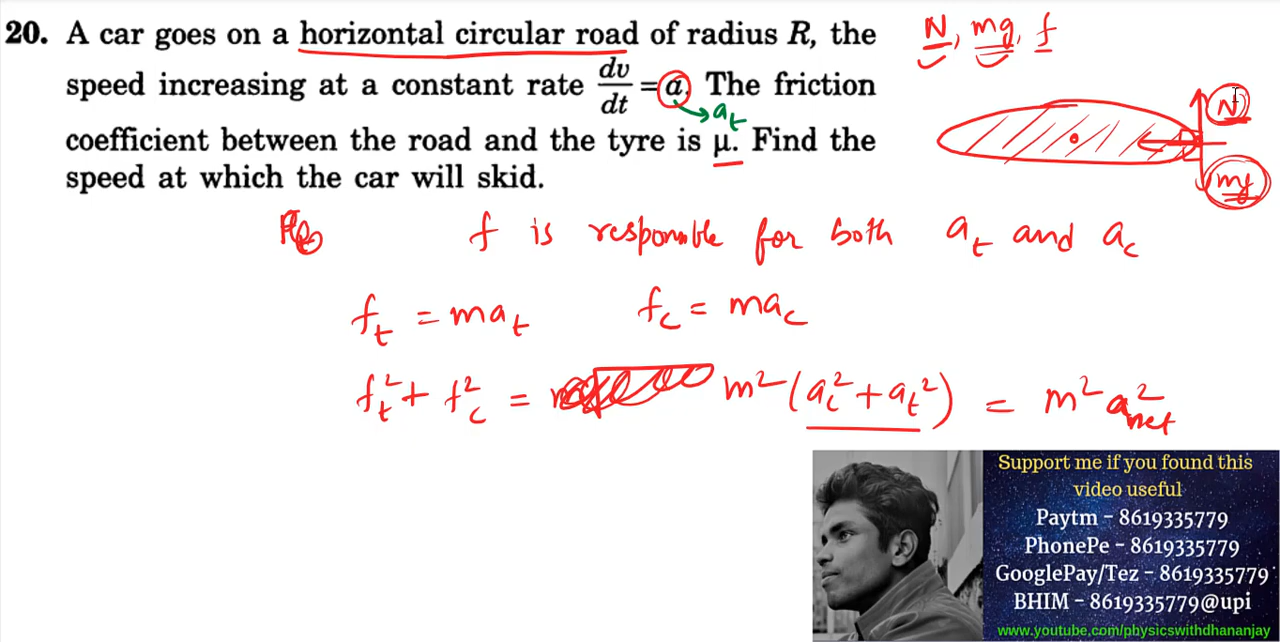 20. A car goes on a horizontal circular road of radius R, the
speed increasing at a constant rate dv/dt = a. The friction
coefficient between the road and the tyre is μ. Find the
speed at which the car will skid.
a_t
N, mg, f
N
mg
f is responsible for both a_t and a_c
f_t = ma_t f_c = ma_c
f_t² + f_c² = m² (a_c² + a_t²) = m² a_net²
Support me if you found this
video useful
Paytm - 8619335779
PhonePe - 8619335779
GooglePay/Tez - 8619335779
BHIM - 8619335779@upi
www.youtube.com/physicswithdhananjay